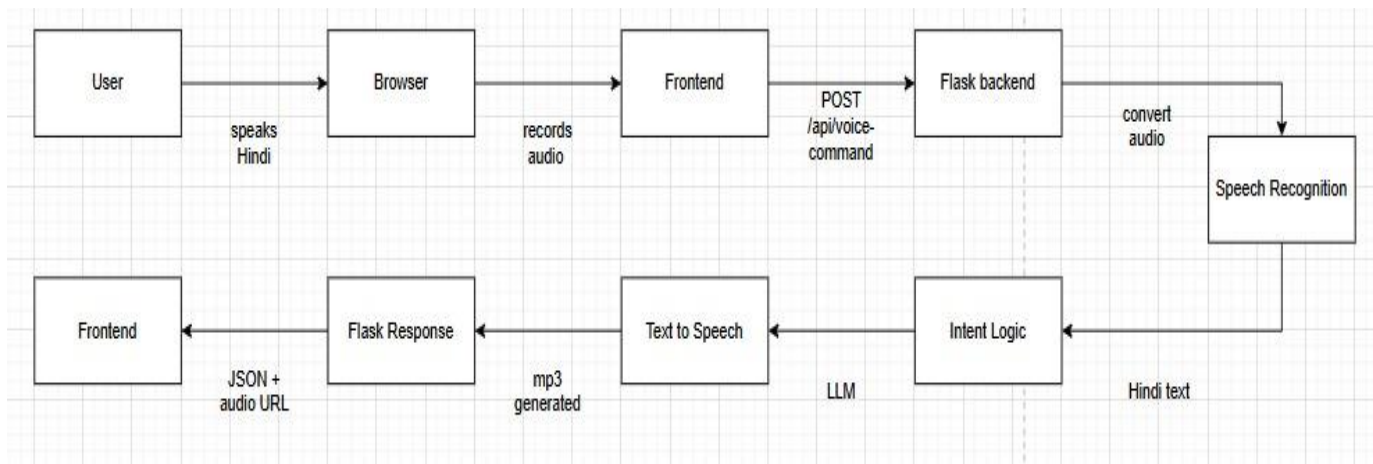 User
speaks
Hindi
Browser
records
audio
Frontend
POST
/api/voice-
command
Flask backend
convert
audio
Speech Recognition
Hindi text
Intent Logic
LLM
Text to Speech
mp3
generated
Flask Response
JSON +
audio URL
Frontend